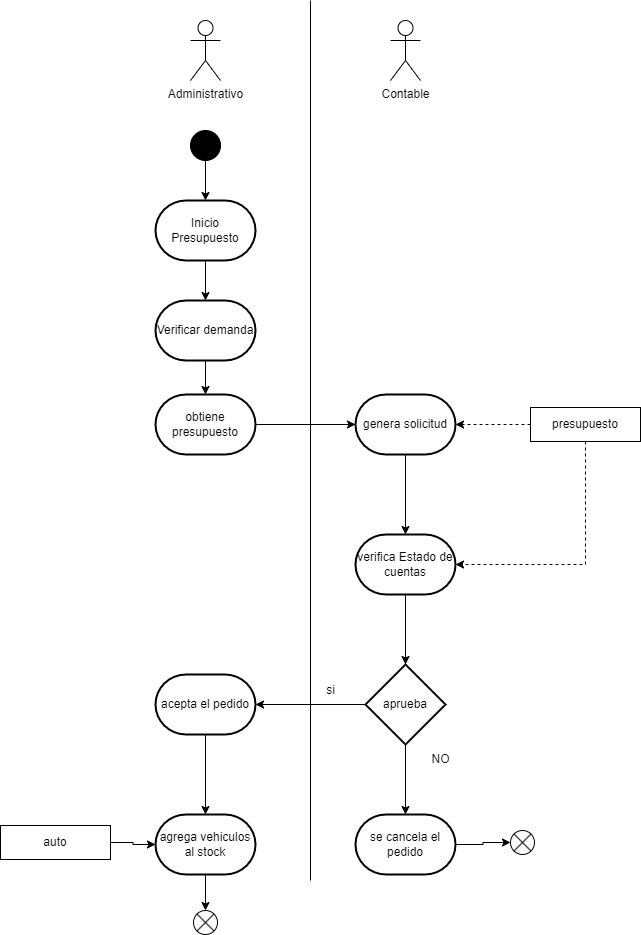 Administrativo
Contable
Inicio
Presupuesto
Verificar demanda
obtiene
presupuesto
genera solicitud
presupuesto
verifica Estado de
cuentas
acepta el pedido
si
aprueba
NO
auto
agrega vehiculos
al stock
se cancela el
pedido